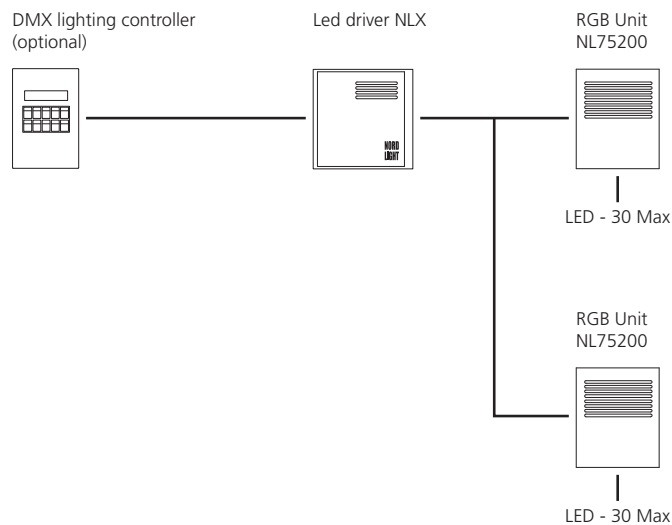 DMX lighting controller
(optional)
Led driver NLX
RGB Unit
NL75200
NORD
LIGHT
LED - 30 Max
RGB Unit
NL75200
LED - 30 Max